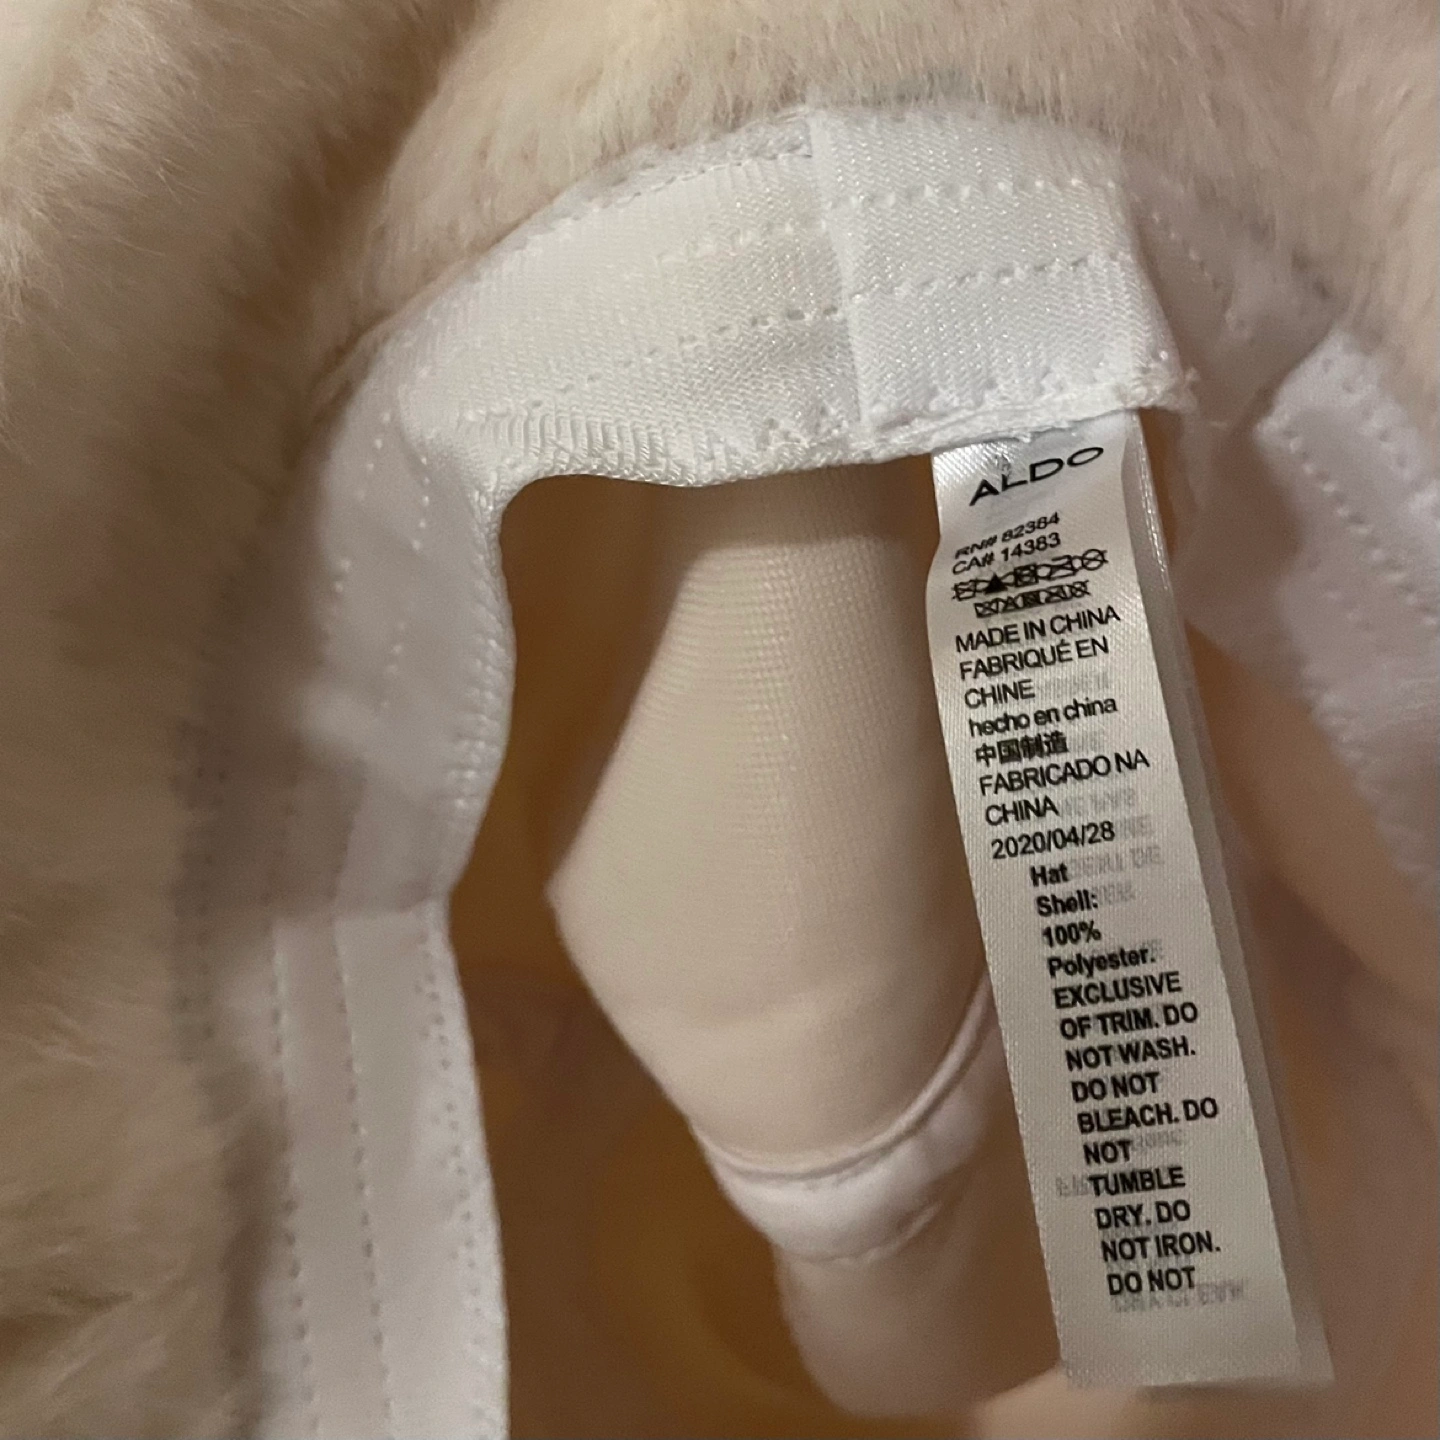 ALDO
RN# 82384
CA# 14383
MADE IN CHINA
FABRIQUÉ EN
CHINE
hecho en china
中国制造
FABRICADO NA
CHINA
2020/04/28
Hat
Shell:
100%
Polyester.
EXCLUSIVE
OF TRIM. DO
NOT WASH.
DO NOT
BLEACH. DO
NOT
TUMBLE
DRY. DO
NOT IRON.
DO NOT